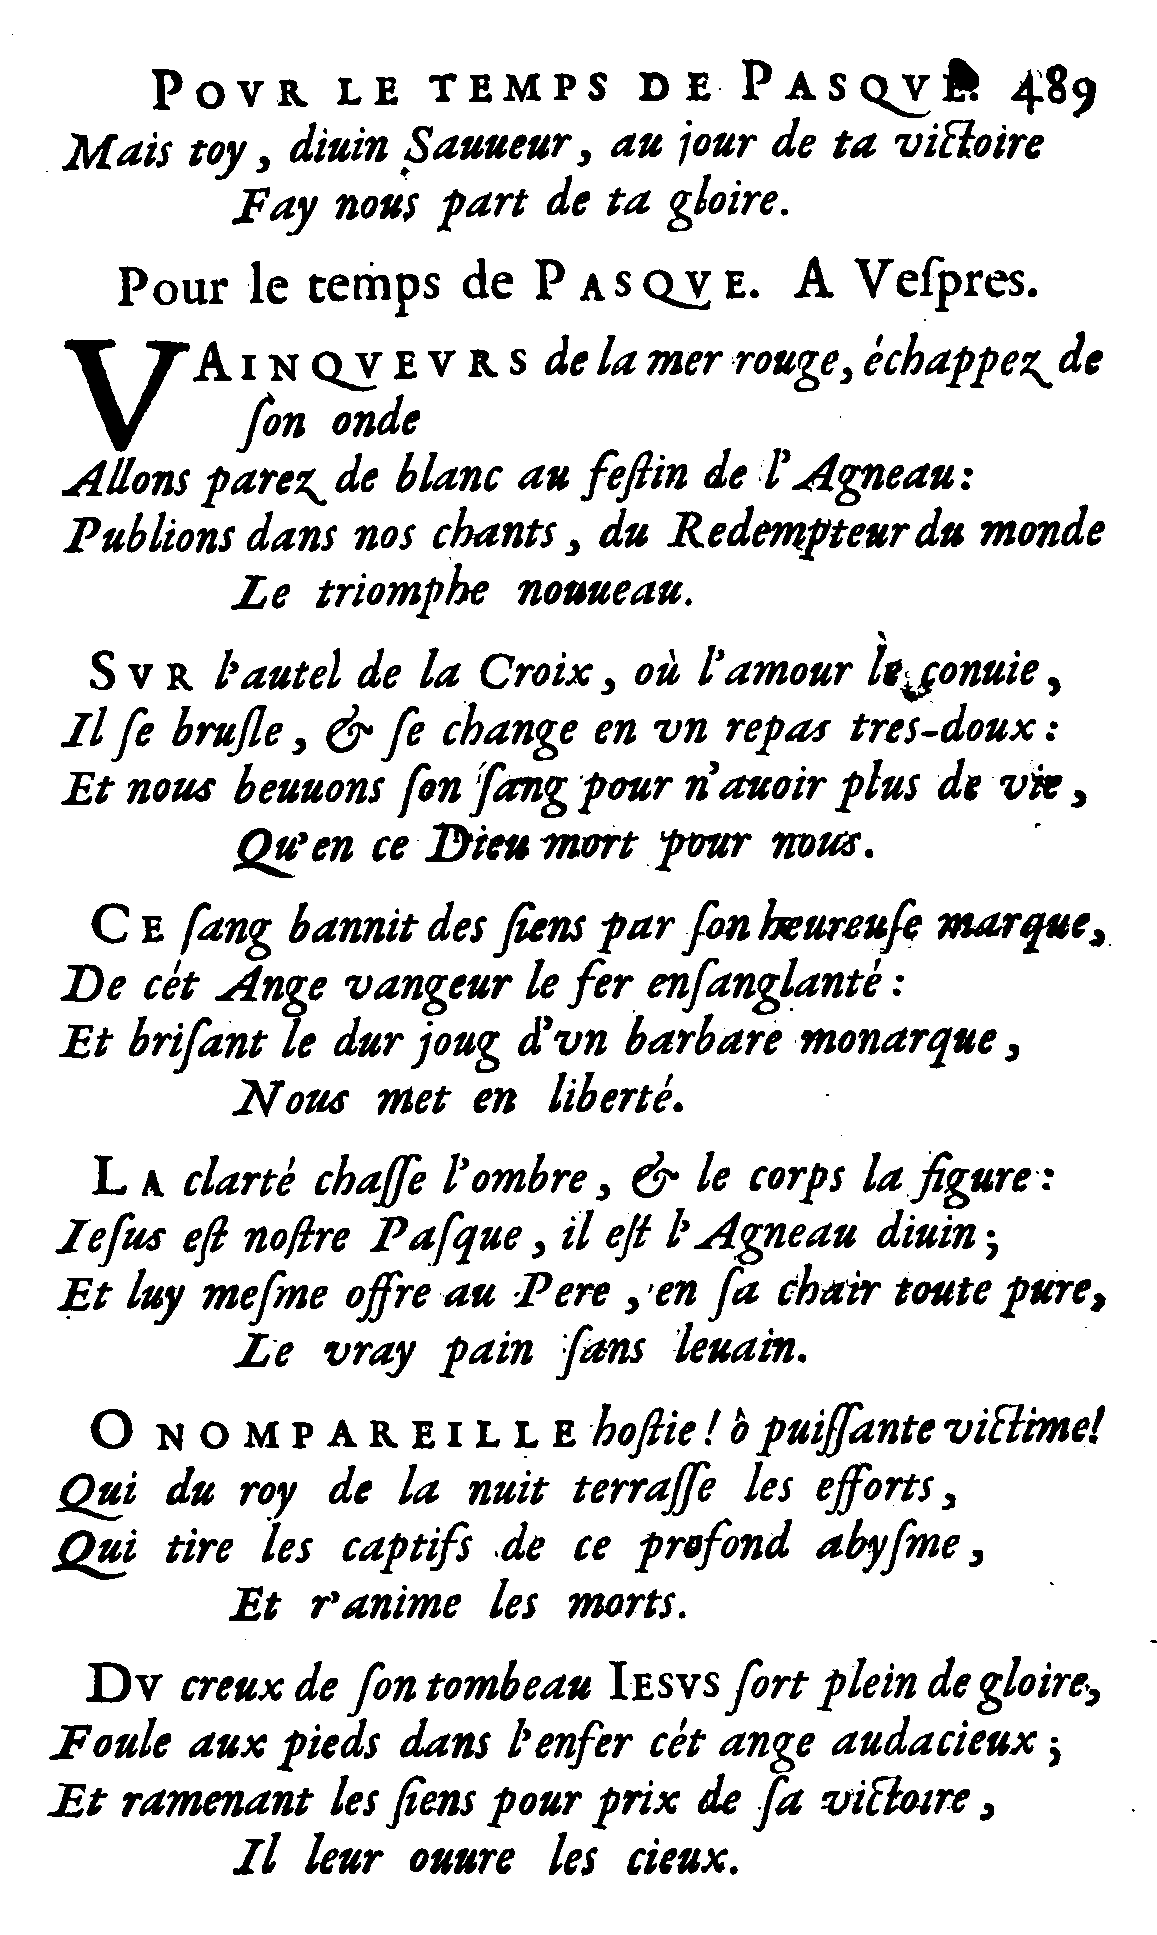 POVR LE TEMPS DE PASQVE. 489
Mais toy, diuin Sauueur, au jour de ta victoire
Fay nous part de ta gloire.
Pour le temps de PASQVE. A Veſpres.
VAINQVEVRS de la mer rouge, échappez de
ſon onde
Allons parez de blanc au feſtin de l'Agneau:
Publions dans nos chants, du Redempteur du monde
Le triomphe nouueau.
SVR l'autel de la Croix, où l'amour le conuie,
Il ſe bruſle, & ſe change en vn repas tres-doux:
Et nous beuuons ſon ſang pour n'auoir plus de vie,
Qu'en ce Dieu mort pour nous.
CE ſang bannit des ſiens par ſon heureuſe marque,
De cét Ange vangeur le fer enſanglanté:
Et briſant le dur joug d'vn barbare monarque,
Nous met en liberté.
LA clarté chaſſe l'ombre, & le corps la figure:
Ieſus eſt noſtre Paſque, il eſt l'Agneau diuin;
Et luy meſme offre au Pere, en ſa chair toute pure,
Le vray pain ſans leuain.
O NOMPAREILLE hoſtie! ô puiſſante victime!
Qui du roy de la nuit terraſſe les efforts,
Qui tire les captifs de ce profond abyſme,
Et r'anime les morts.
DV creux de ſon tombeau IESVS ſort plein de gloire,
Foule aux pieds dans l'enfer cét ange audacieux;
Et ramenant les ſiens pour prix de ſa victoire,
Il leur ouure les cieux.